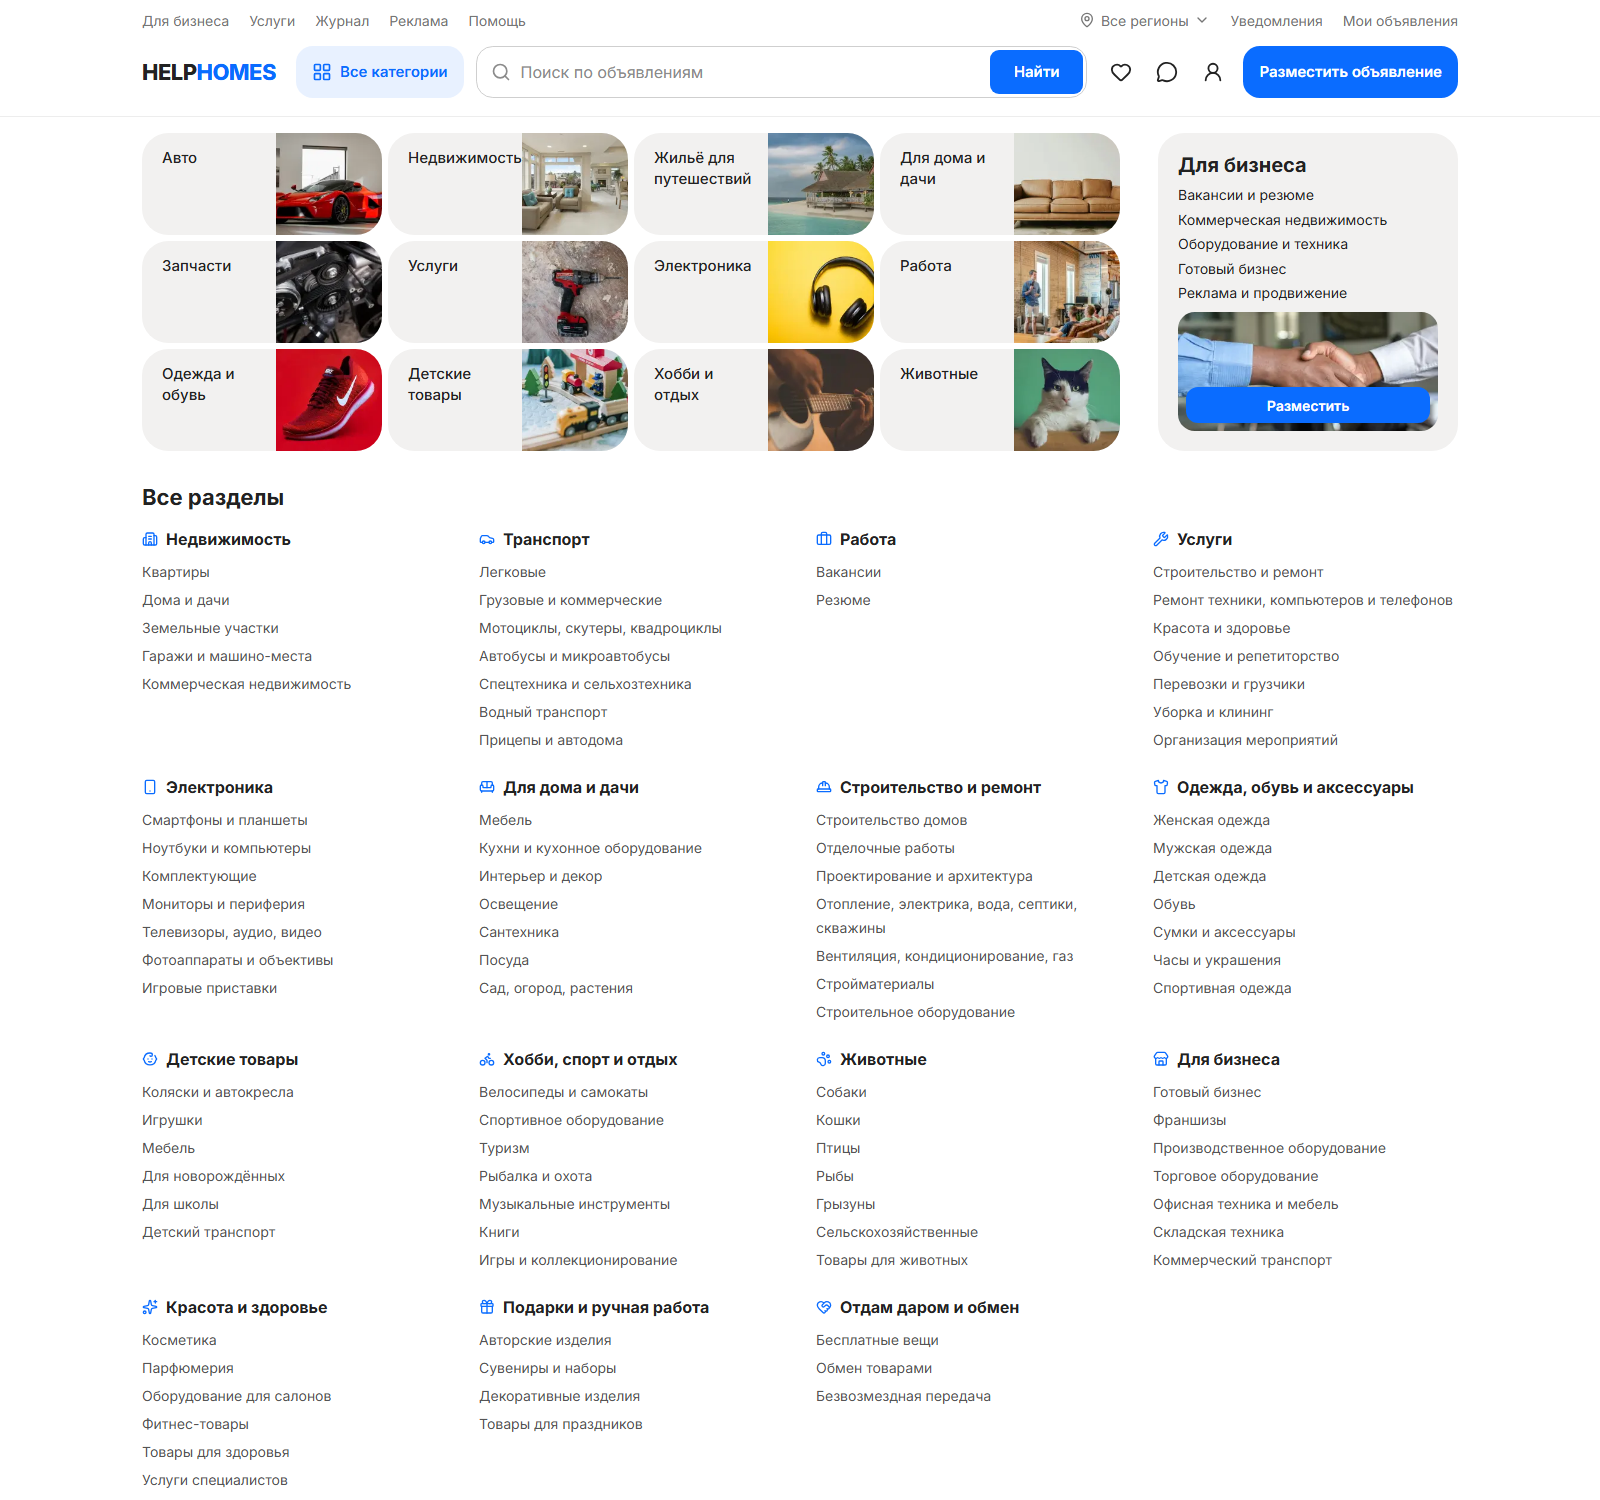 Для бизнеса Услуги Журнал Реклама Помощь Все регионы Уведомления Мои объявления
HELPHOMES Все категории Поиск по объявлениям Найти Разместить объявление
Авто
Недвижимость
Жильё для
путешествий
Для дома и
дачи
Запчасти
Услуги
Электроника
Работа
Одежда и
обувь
Детские
товары
Хобби и
отдых
Животные
Для бизнеса
Вакансии и резюме
Коммерческая недвижимость
Оборудование и техника
Готовый бизнес
Реклама и продвижение
Разместить
Все разделы
Недвижимость
Квартиры
Дома и дачи
Земельные участки
Гаражи и машино-места
Коммерческая недвижимость
Транспорт
Легковые
Грузовые и коммерческие
Мотоциклы, скутеры, квадроциклы
Автобусы и микроавтобусы
Спецтехника и сельхозтехника
Водный транспорт
Прицепы и автодома
Работа
Вакансии
Резюме
Услуги
Строительство и ремонт
Ремонт техники, компьютеров и телефонов
Красота и здоровье
Обучение и репетиторство
Перевозки и грузчики
Уборка и клининг
Организация мероприятий
Электроника
Смартфоны и планшеты
Ноутбуки и компьютеры
Комплектующие
Мониторы и периферия
Телевизоры, аудио, видео
Фотоаппараты и объективы
Игровые приставки
Для дома и дачи
Мебель
Кухни и кухонное оборудование
Интерьер и декор
Освещение
Сантехника
Посуда
Сад, огород, растения
Строительство и ремонт
Строительство домов
Отделочные работы
Проектирование и архитектура
Отопление, электрика, вода, септики,
скважины
Вентиляция, кондиционирование, газ
Стройматериалы
Строительное оборудование
Одежда, обувь и аксессуары
Женская одежда
Мужская одежда
Детская одежда
Обувь
Сумки и аксессуары
Часы и украшения
Спортивная одежда
Детские товары
Коляски и автокресла
Игрушки
Мебель
Для новорождённых
Для школы
Детский транспорт
Хобби, спорт и отдых
Велосипеды и самокаты
Спортивное оборудование
Туризм
Рыбалка и охота
Музыкальные инструменты
Книги
Игры и коллекционирование
Животные
Собаки
Кошки
Птицы
Рыбы
Грызуны
Сельскохозяйственные
Товары для животных
Для бизнеса
Готовый бизнес
Франшизы
Производственное оборудование
Торговое оборудование
Офисная техника и мебель
Складская техника
Коммерческий транспорт
Красота и здоровье
Косметика
Парфюмерия
Оборудование для салонов
Фитнес-товары
Товары для здоровья
Услуги специалистов
Подарки и ручная работа
Авторские изделия
Сувениры и наборы
Декоративные изделия
Товары для праздников
Отдам даром и обмен
Бесплатные вещи
Обмен товарами
Безвозмездная передача